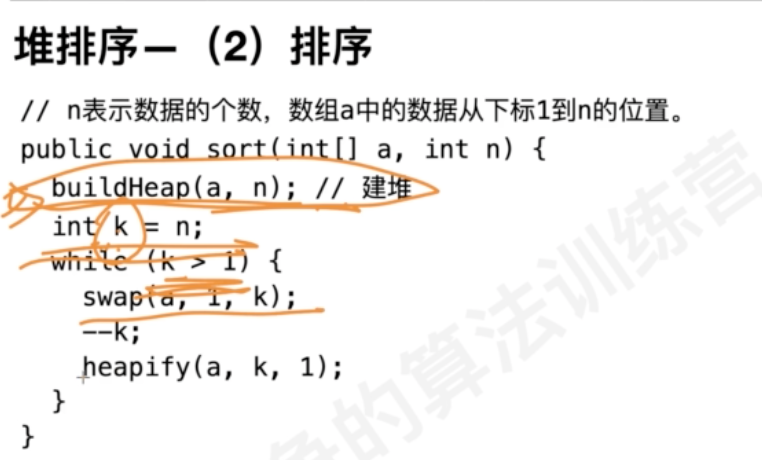 堆排序—（2）排序
// n表示数据的个数，数组a中的数据从下标1到n的位置。
public void sort(int[] a, int n) {
buildHeap(a, n); // 建堆
int k = n;
while (k > 1) {
swap(a, 1, k);
--k;
heapify(a, k, 1);
}
}
争的算法训练营